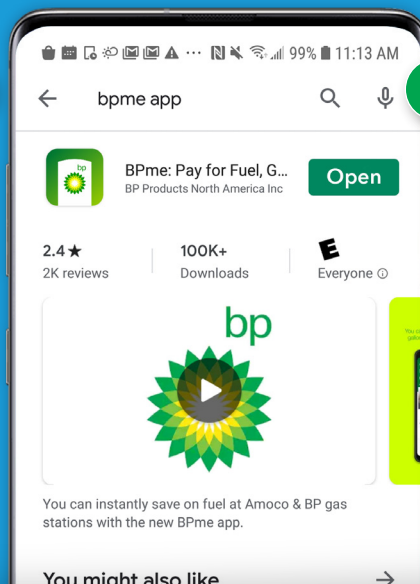 99% 11:13 AM
bpme app
bp
BPme: Pay for Fuel, G...
BP Products North America Inc
Open
2.4★
2K reviews
100K+
Downloads
E
Everyone
bp
You can instantly save on fuel at Amoco & BP gas
stations with the new BPme app.
You might also like